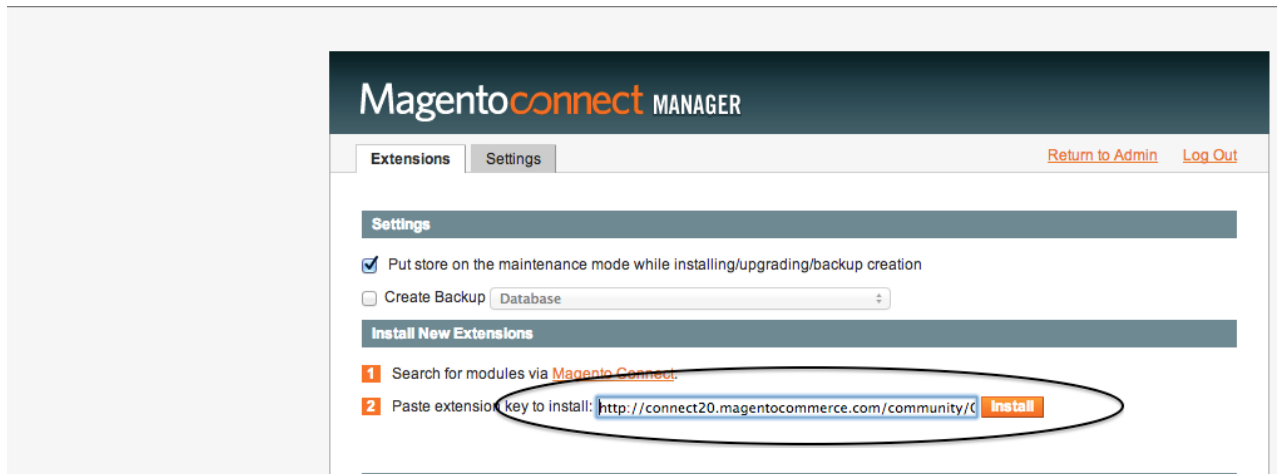 Magentoconnect MANAGER
Extensions Settings Return to Admin Log Out
Settings
Put store on the maintenance mode while installing/upgrading/backup creation
Create Backup Database
Install New Extensions
1 Search for modules via Magento Connect.
2 Paste extension key to install: http://connect20.magentocommerce.com/community/ Install